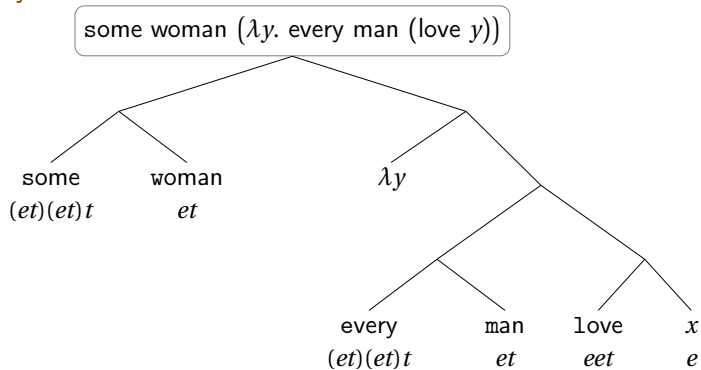 some woman (λy. every man (love y))
some woman λy
(et)(et)t et
every man love x
(et)(et)t et eet e